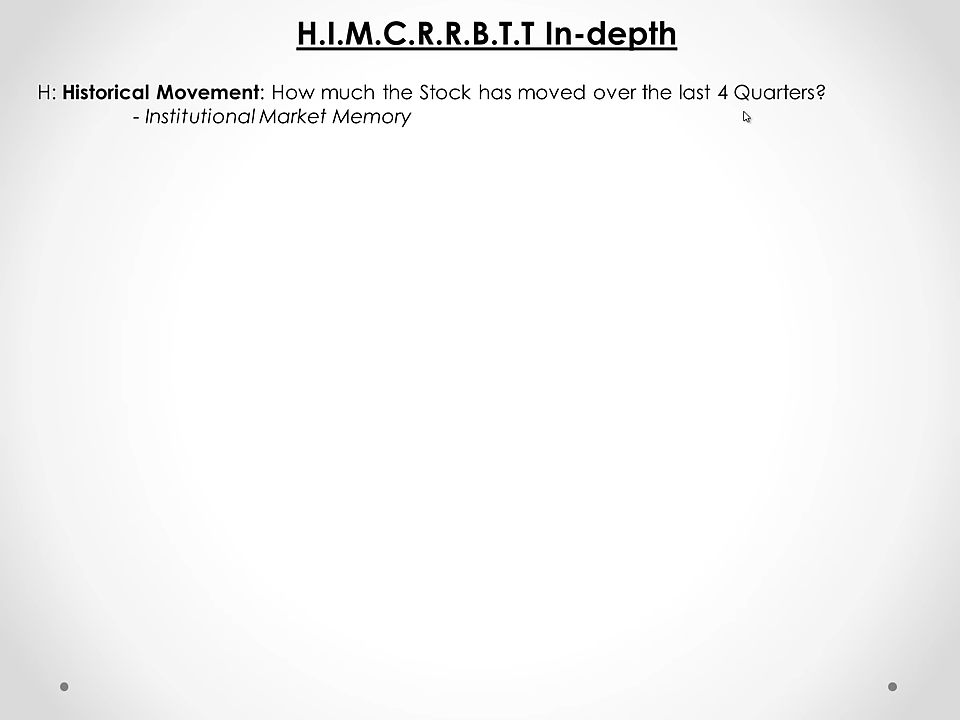 H.I.M.C.R.R.B.T.T In-depth
H: Historical Movement: How much the Stock has moved over the last 4 Quarters?
- Institutional Market Memory